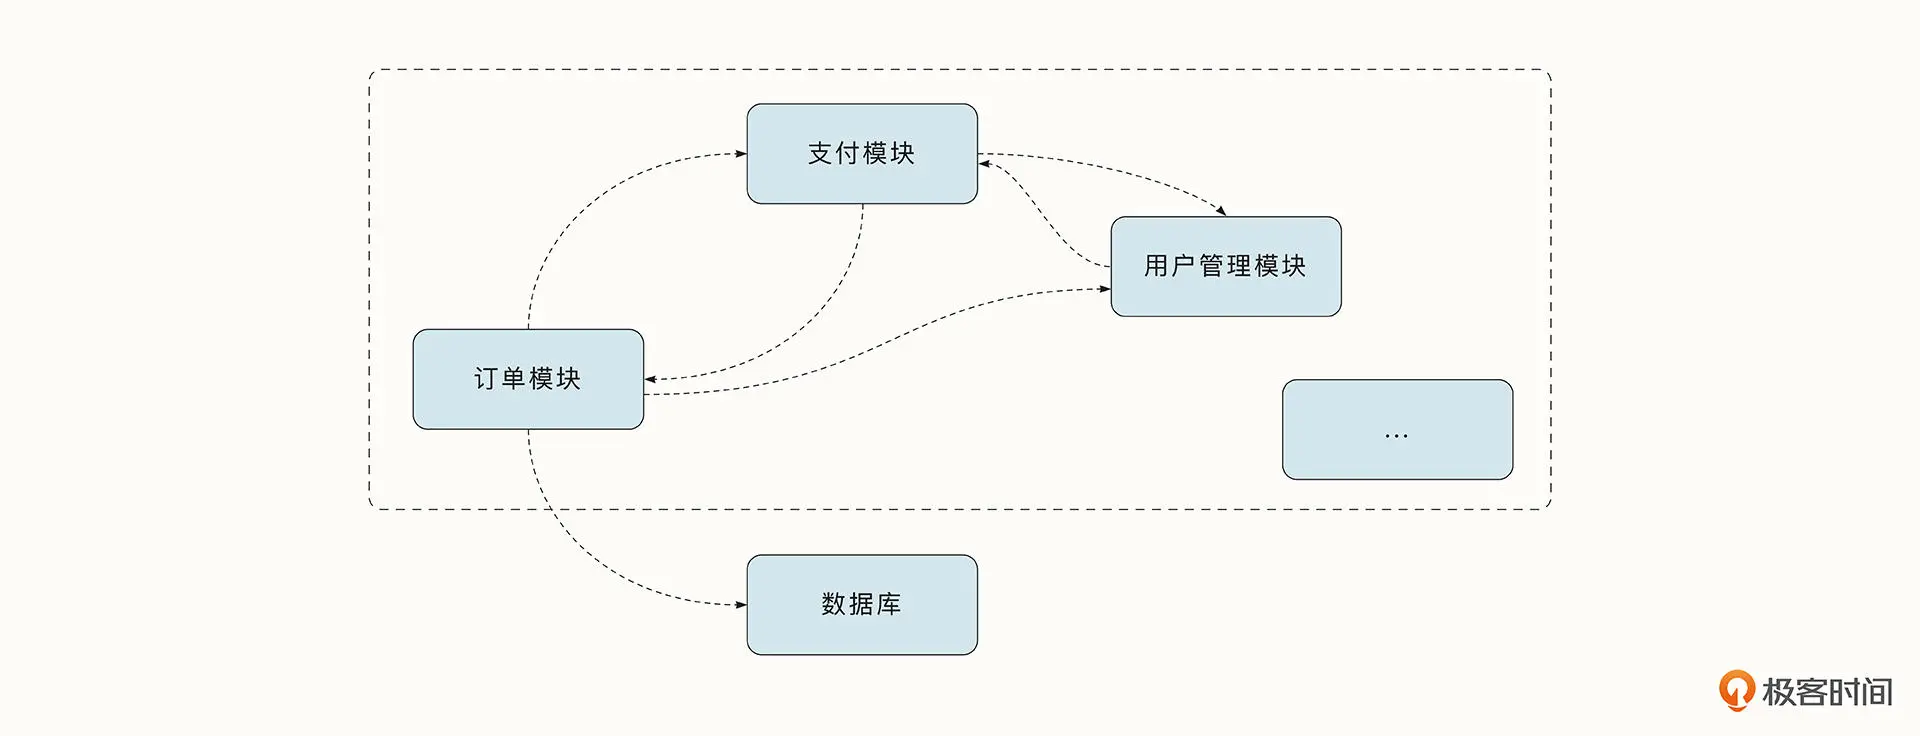 支付模块
用户管理模块
订单模块
...
数据库
极客时间